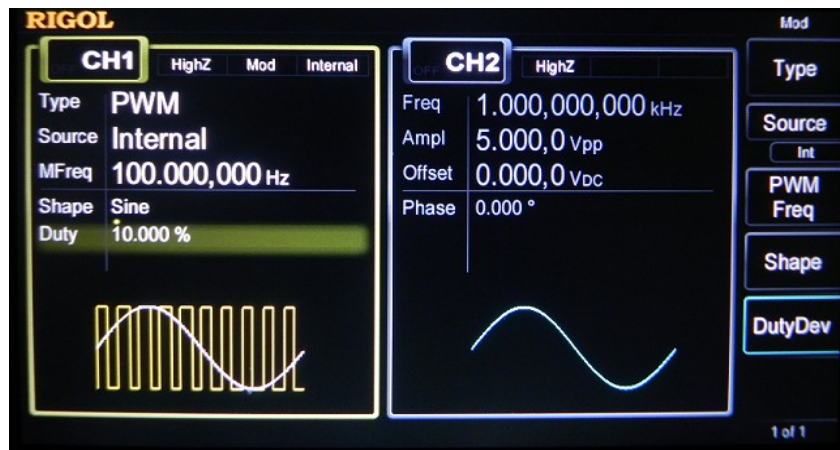 RIGOL
Mod
OFF CH1 HighZ Mod Internal
Type PWM
Source Internal
MFreq 100.000,000 Hz
Shape Sine
Duty 10.000 %
OFF CH2 HighZ
Freq 1.000,000,000 kHz
Ampl 5.000,0 Vpp
Offset 0.000,0 VDC
Phase 0.000 °
Type
Source
Int
PWM
Freq
Shape
DutyDev
1 of 1